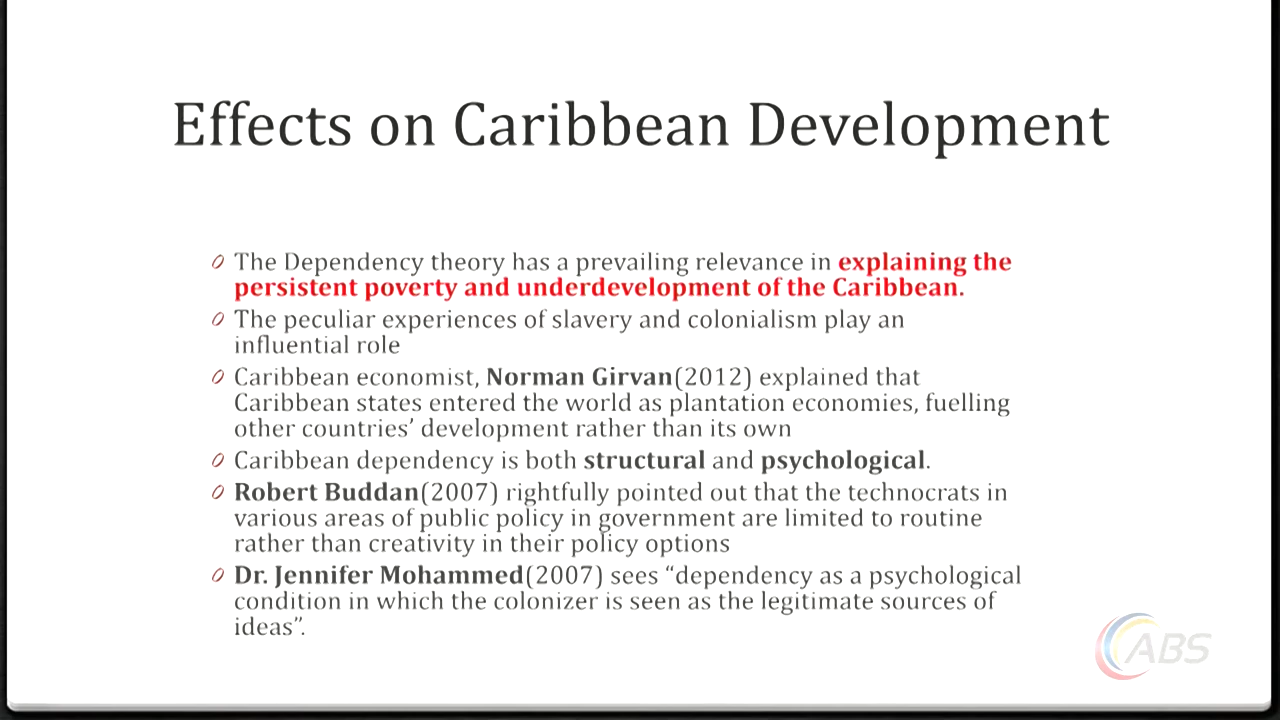 Effects on Caribbean Development
The Dependency theory has a prevailing relevance in explaining the
persistent poverty and underdevelopment of the Caribbean.
The peculiar experiences of slavery and colonialism play an
influential role
Caribbean economist, Norman Girvan(2012) explained that
Caribbean states entered the world as plantation economies, fuelling
other countries’ development rather than its own
Caribbean dependency is both structural and psychological.
Robert Buddan(2007) rightfully pointed out that the technocrats in
various areas of public policy in government are limited to routine
rather than creativity in their policy options
Dr. Jennifer Mohammed(2007) sees “dependency as a psychological
condition in which the colonizer is seen as the legitimate sources of
ideas”.
ABS